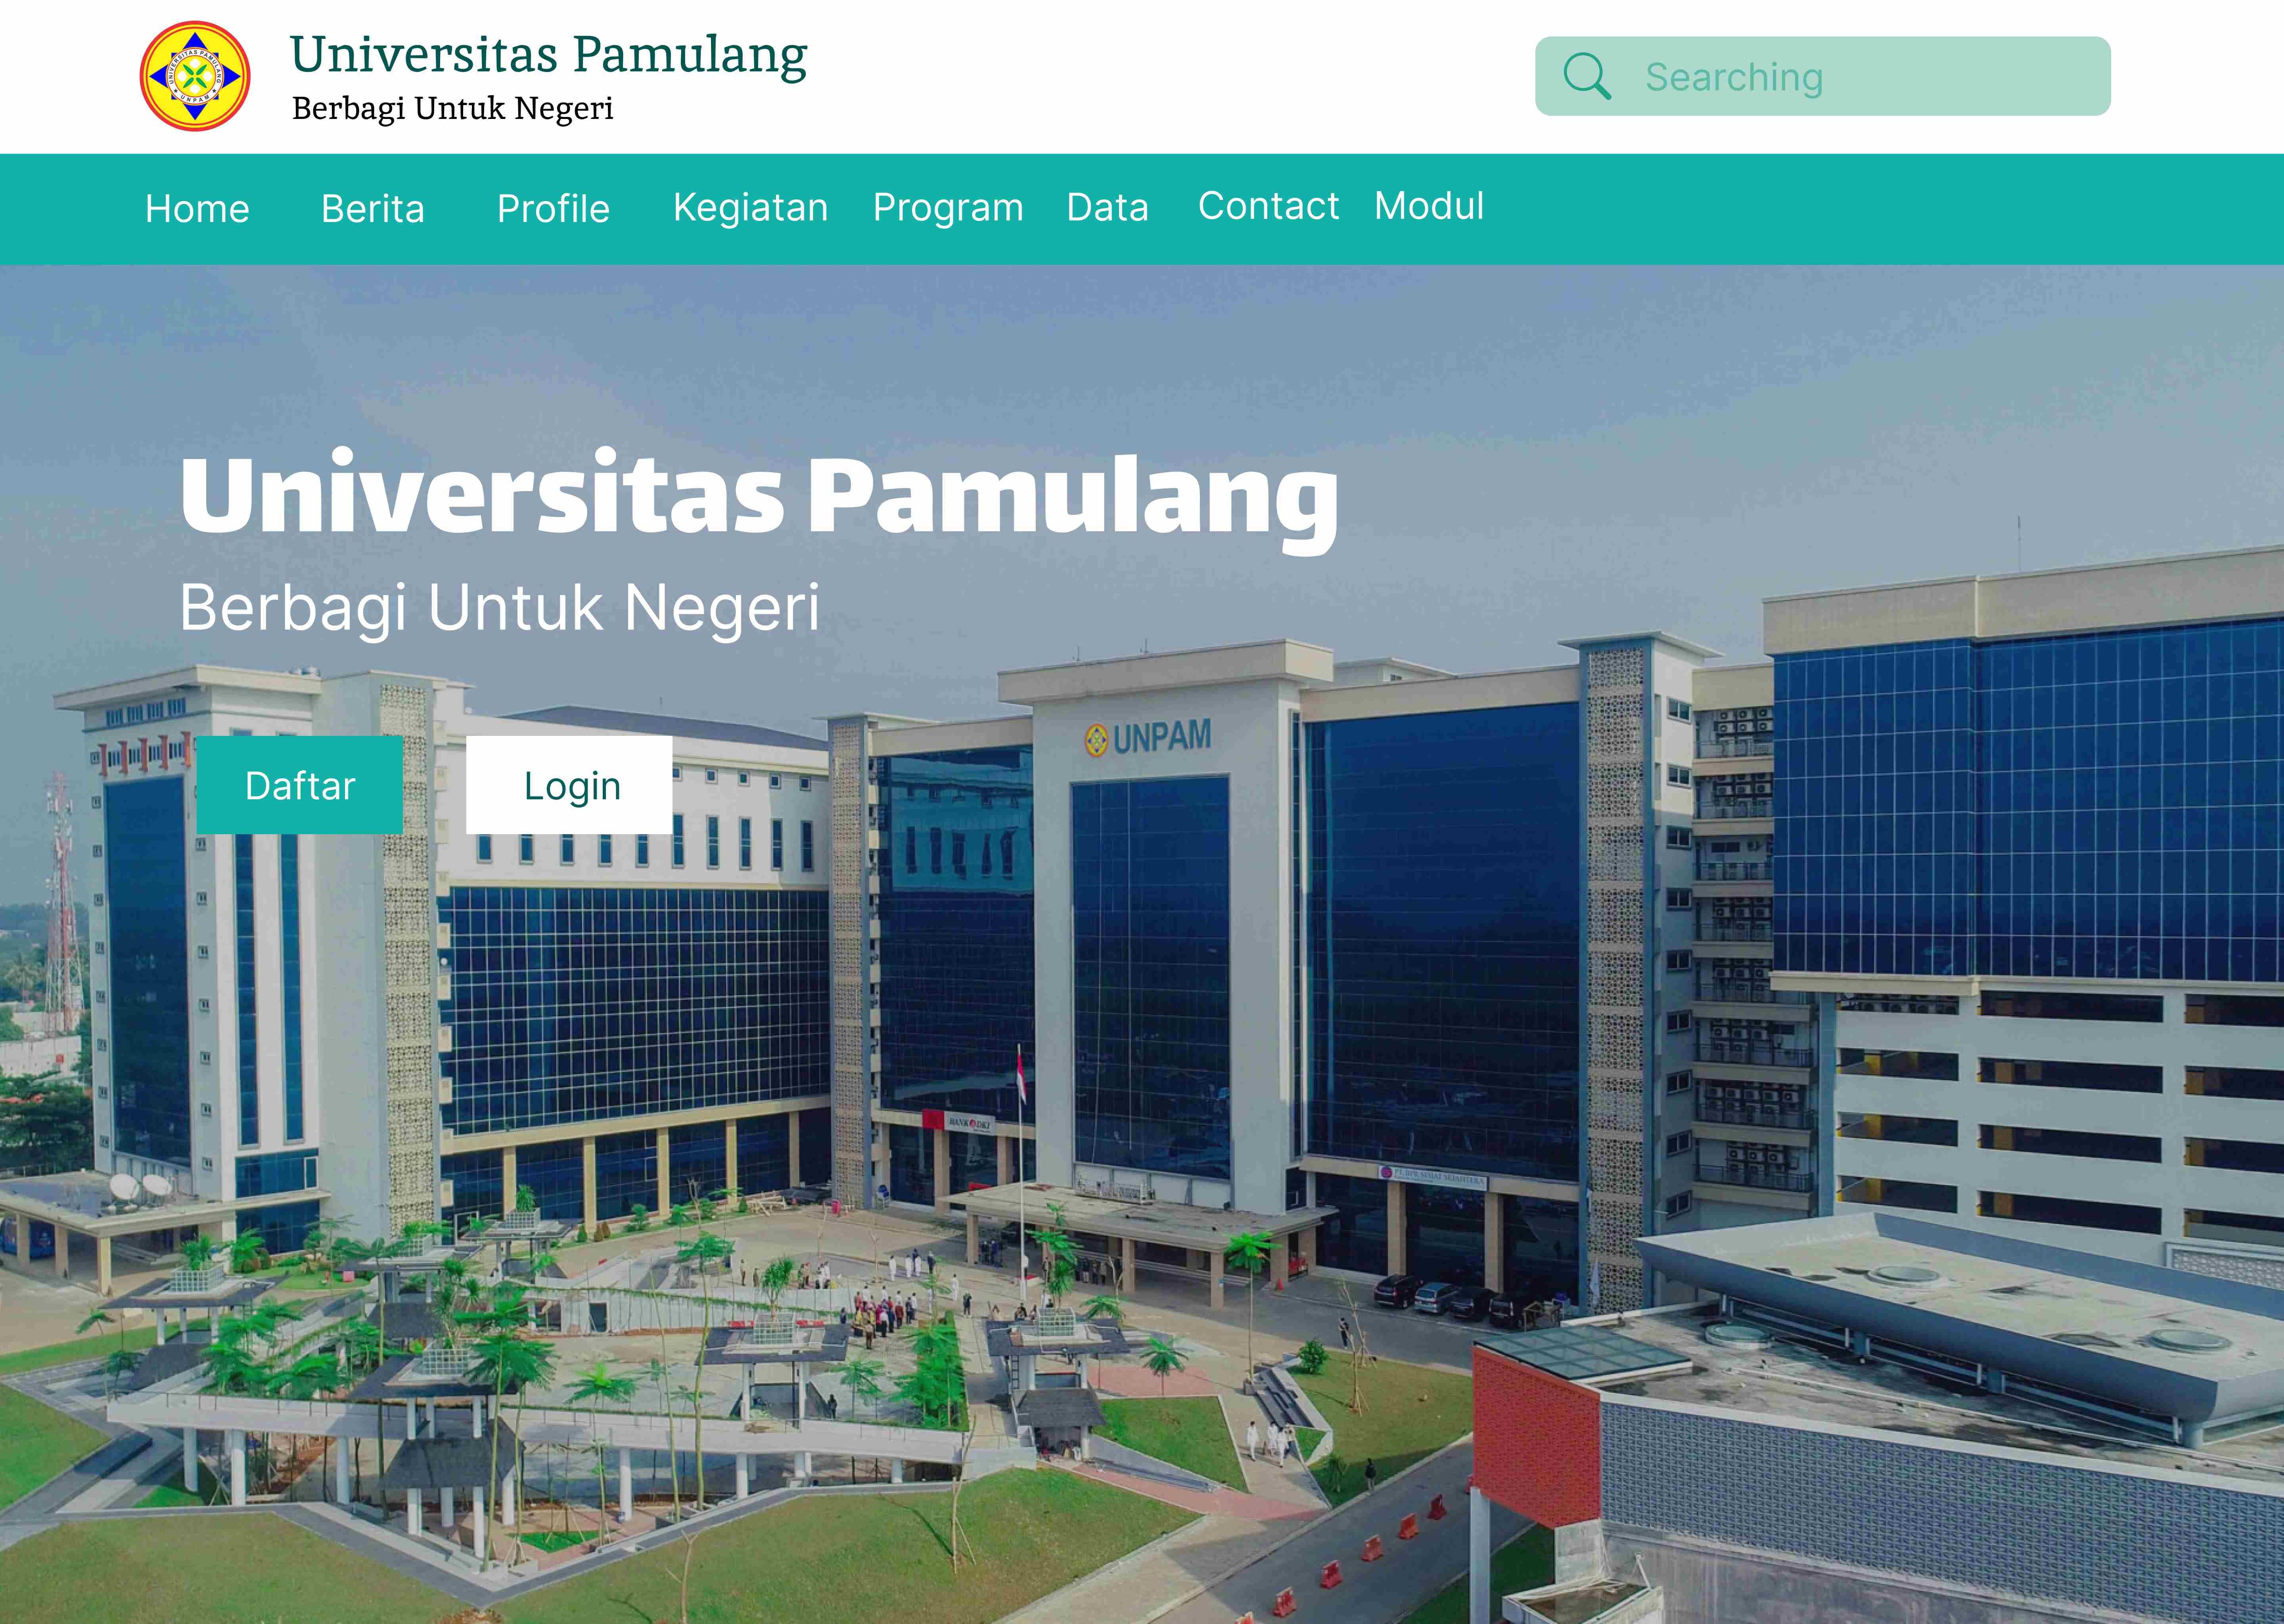 UNIVERSITAS PAMULANG
UNPAM
Universitas Pamulang
Berbagi Untuk Negeri
Searching
Home Berita Profile Kegiatan Program Data Contact Modul
Universitas Pamulang
Berbagi Untuk Negeri
Daftar Login
UNPAM
BANK DKI